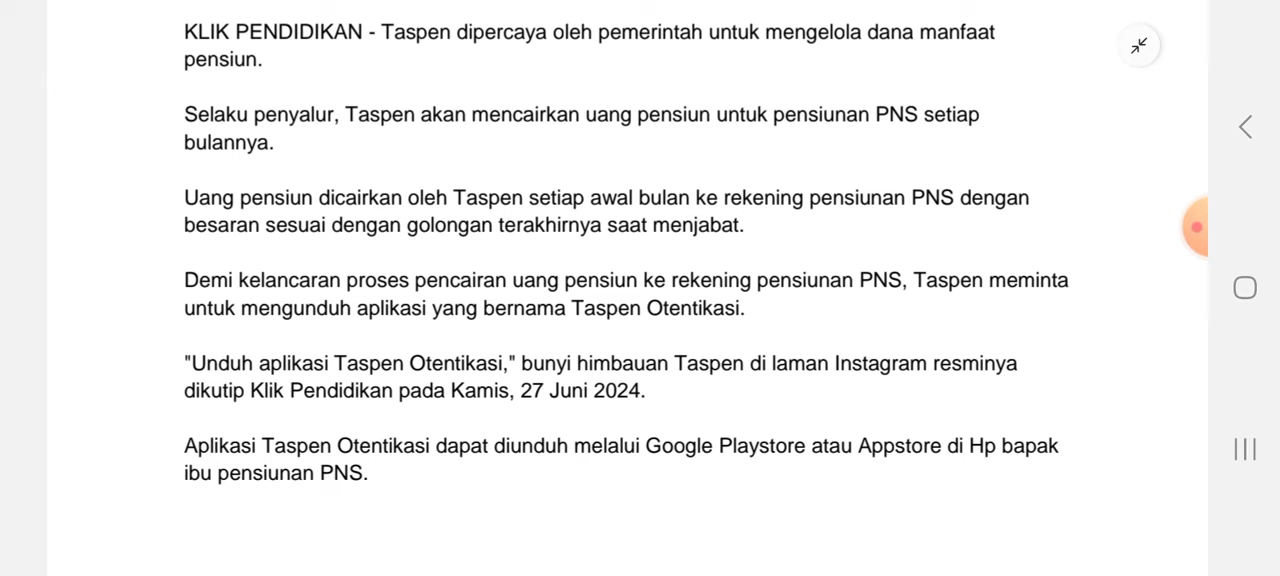 KLIK PENDIDIKAN - Taspen dipercaya oleh pemerintah untuk mengelola dana manfaat
pensiun.
Selaku penyalur, Taspen akan mencairkan uang pensiun untuk pensiunan PNS setiap
bulannya.
Uang pensiun dicairkan oleh Taspen setiap awal bulan ke rekening pensiunan PNS dengan
besaran sesuai dengan golongan terakhirnya saat menjabat.
Demi kelancaran proses pencairan uang pensiun ke rekening pensiunan PNS, Taspen meminta
untuk mengunduh aplikasi yang bernama Taspen Otentikasi.
"Unduh aplikasi Taspen Otentikasi," bunyi himbauan Taspen di laman Instagram resminya
dikutip Klik Pendidikan pada Kamis, 27 Juni 2024.
Aplikasi Taspen Otentikasi dapat diunduh melalui Google Playstore atau Appstore di Hp bapak
ibu pensiunan PNS.